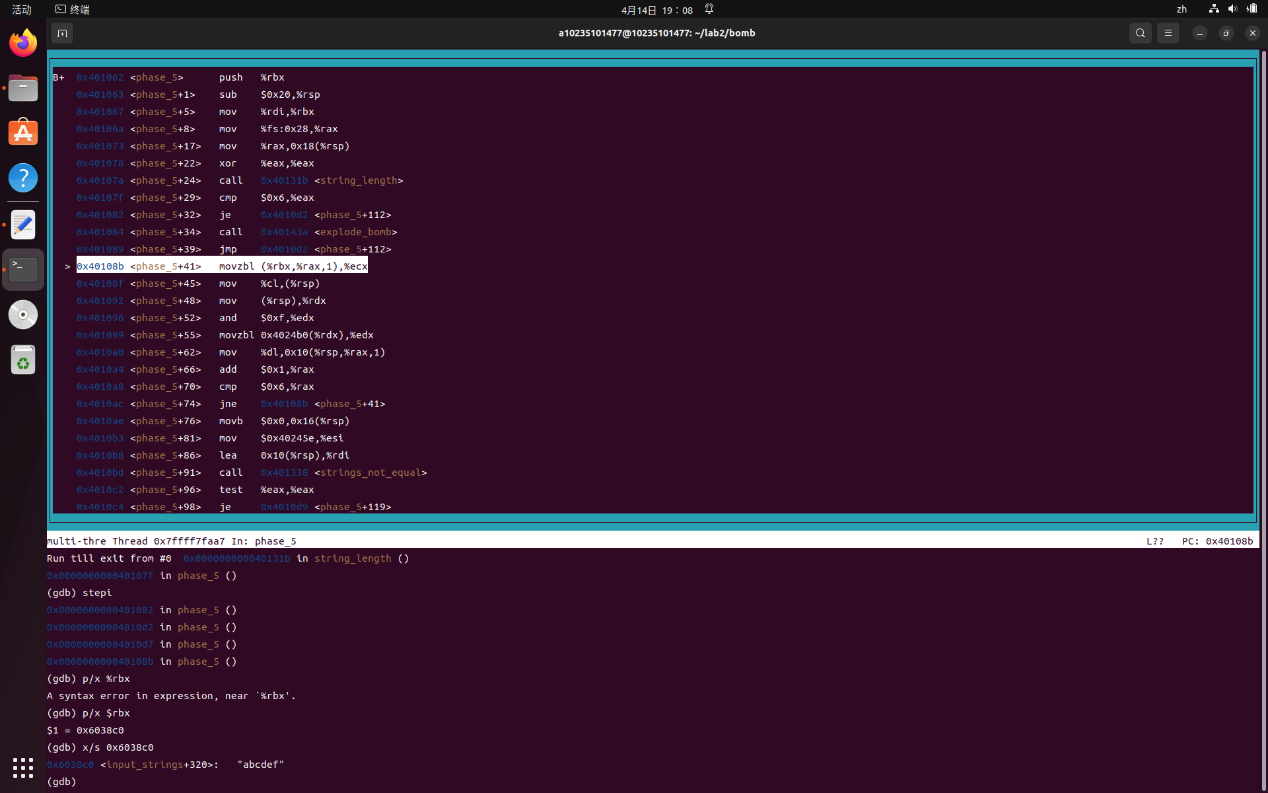 活动 终端 4月14日 19：08 zh
a10235101477@10235101477: ~/lab2/bomb
B+ 0x401062 <phase_5> push %rbx
0x401063 <phase_5+1> sub $0x20,%rsp
0x401067 <phase_5+5> mov %rdi,%rbx
0x40106a <phase_5+8> mov %fs:0x28,%rax
0x401073 <phase_5+17> mov %rax,0x18(%rsp)
0x401078 <phase_5+22> xor %eax,%eax
0x40107a <phase_5+24> call 0x40131b <string_length>
0x40107f <phase_5+29> cmp $0x6,%eax
0x401082 <phase_5+32> je 0x4010d2 <phase_5+112>
0x401084 <phase_5+34> call 0x40143a <explode_bomb>
0x401089 <phase_5+39> jmp 0x4010d2 <phase_5+112>
> 0x40108b <phase_5+41> movzbl (%rbx,%rax,1),%ecx
0x40108f <phase_5+45> mov %cl,(%rsp)
0x401092 <phase_5+48> mov (%rsp),%rdx
0x401096 <phase_5+52> and $0xf,%edx
0x401099 <phase_5+55> movzbl 0x4024b0(%rdx),%edx
0x4010a0 <phase_5+62> mov %dl,0x10(%rsp,%rax,1)
0x4010a4 <phase_5+66> add $0x1,%rax
0x4010a8 <phase_5+70> cmp $0x6,%rax
0x4010ac <phase_5+74> jne 0x40108b <phase_5+41>
0x4010ae <phase_5+76> movb $0x0,0x16(%rsp)
0x4010b3 <phase_5+81> mov $0x40245e,%esi
0x4010b8 <phase_5+86> lea 0x10(%rsp),%rdi
0x4010bd <phase_5+91> call 0x401338 <strings_not_equal>
0x4010c2 <phase_5+96> test %eax,%eax
0x4010c4 <phase_5+98> je 0x4010d9 <phase_5+119>
multi-thre Thread 0x7ffff7faa7 In: phase_5 L?? PC: 0x40108b
Run till exit from #0 0x000000000040131b in string_length ()
0x000000000040107f in phase_5 ()
(gdb) stepi
0x0000000000401082 in phase_5 ()
0x00000000004010d2 in phase_5 ()
0x00000000004010d7 in phase_5 ()
0x000000000040108b in phase_5 ()
(gdb) p/x %rbx
A syntax error in expression, near `%rbx'.
(gdb) p/x $rbx
$1 = 0x6038c0
(gdb) x/s 0x6038c0
0x6038c0 <input_strings+320>: "abcdef"
(gdb)